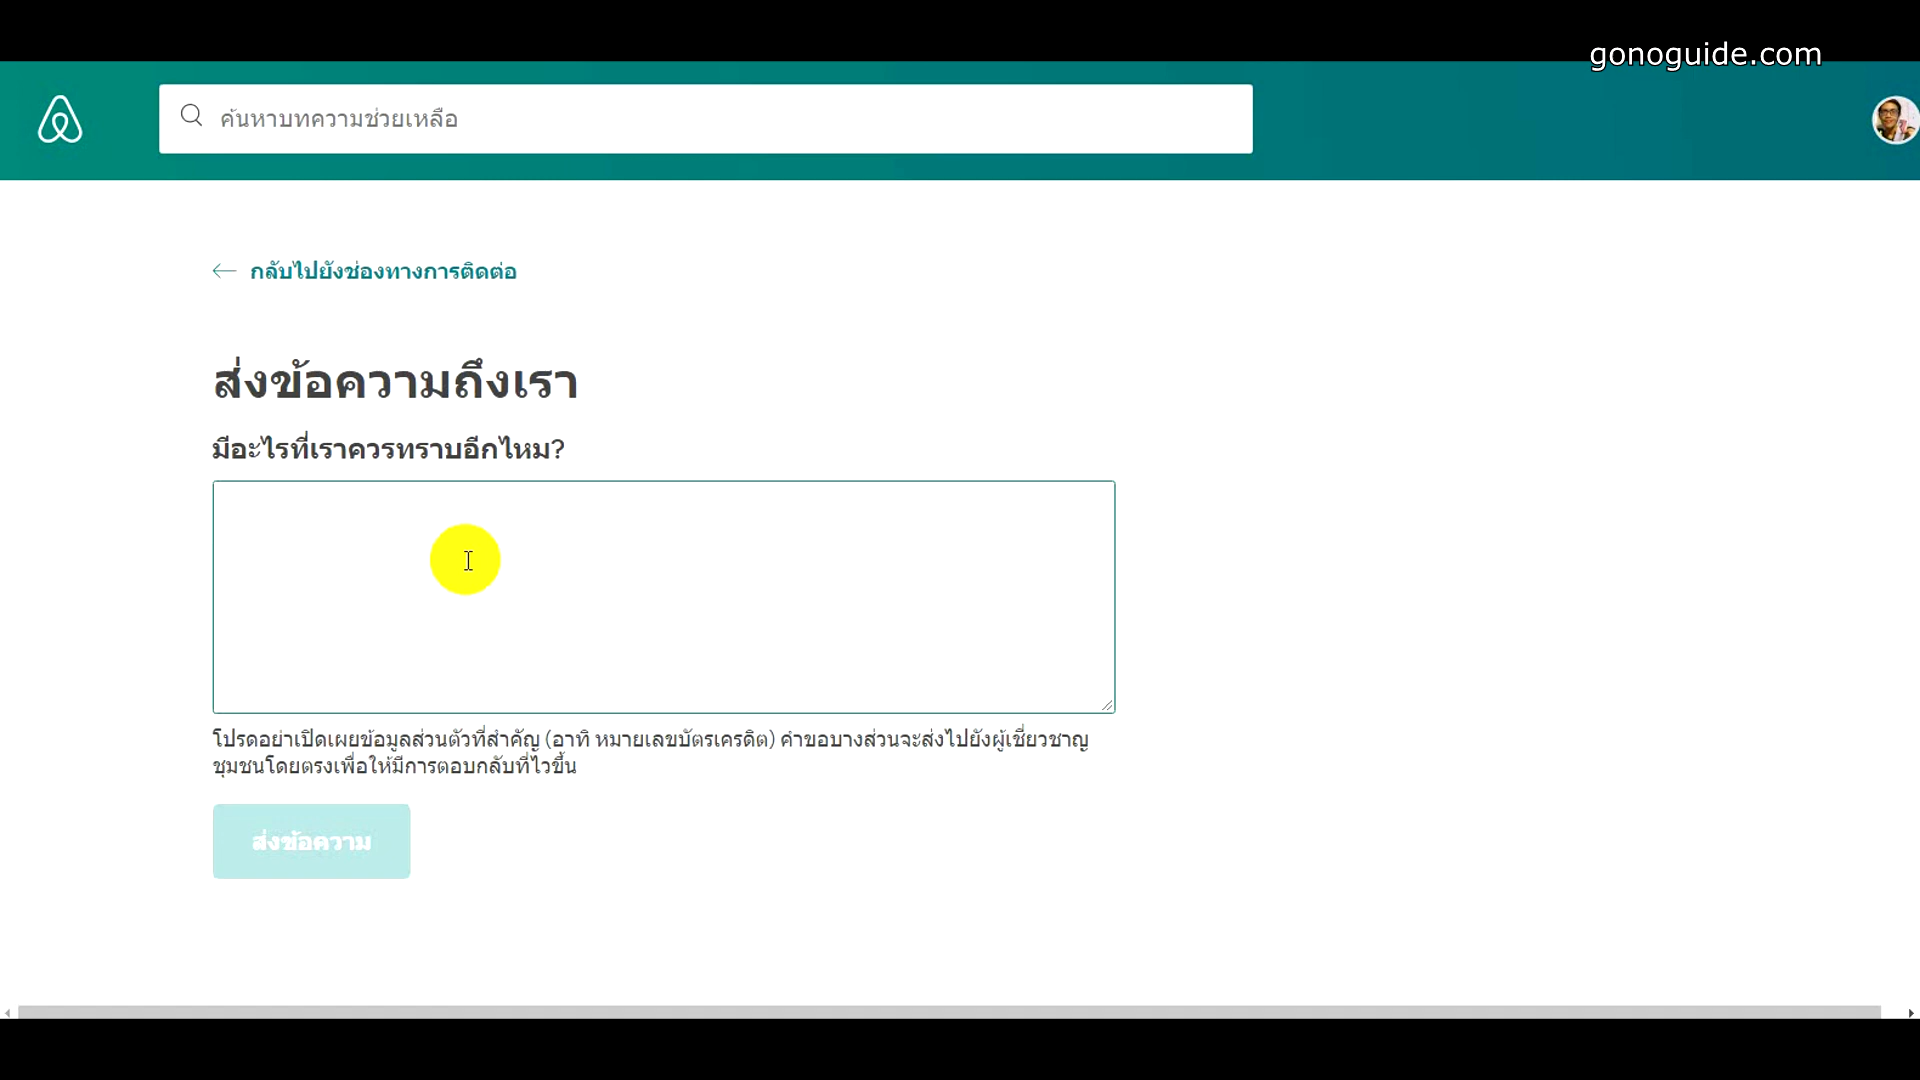 gonoguide.com
ค้นหาบทความช่วยเหลือ
กลับไปยังช่องทางการติดต่อ
ส่งข้อความถึงเรา
มีอะไรที่เราควรทราบอีกไหม?
โปรดอย่าเปิดเผยข้อมูลส่วนตัวที่สำคัญ (อาทิ หมายเลขบัตรเครดิต) คำขอบางส่วนจะส่งไปยังผู้เชี่ยวชาญ
ชุมชนโดยตรงเพื่อให้มีการตอบกลับที่ไวขึ้น
ส่งข้อความ